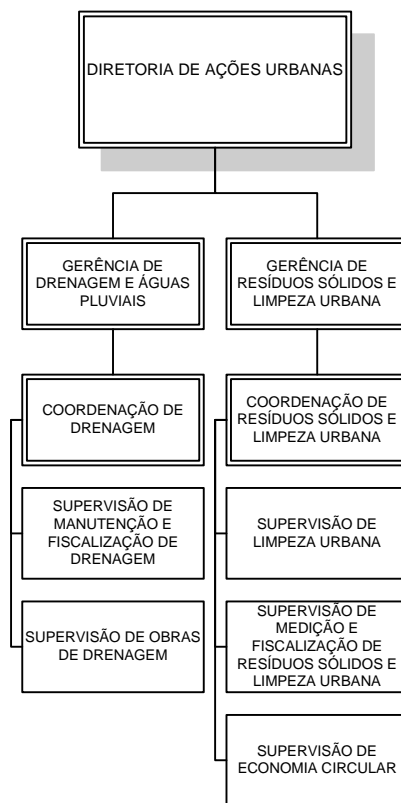 DIRETORIA DE AÇÕES URBANAS
GERÊNCIA DE
DRENAGEM E ÁGUAS
PLUVIAIS
GERÊNCIA DE
RESÍDUOS SÓLIDOS E
LIMPEZA URBANA
COORDENAÇÃO DE
DRENAGEM
COORDENAÇÃO DE
RESÍDUOS SÓLIDOS E
LIMPEZA URBANA
SUPERVISÃO DE
MANUTENÇÃO E
FISCALIZAÇÃO DE
DRENAGEM
SUPERVISÃO DE
LIMPEZA URBANA
SUPERVISÃO DE OBRAS
DE DRENAGEM
SUPERVISÃO DE
MEDIÇÃO E
FISCALIZAÇÃO DE
RESÍDUOS SÓLIDOS E
LIMPEZA URBANA
SUPERVISÃO DE
ECONOMIA CIRCULAR